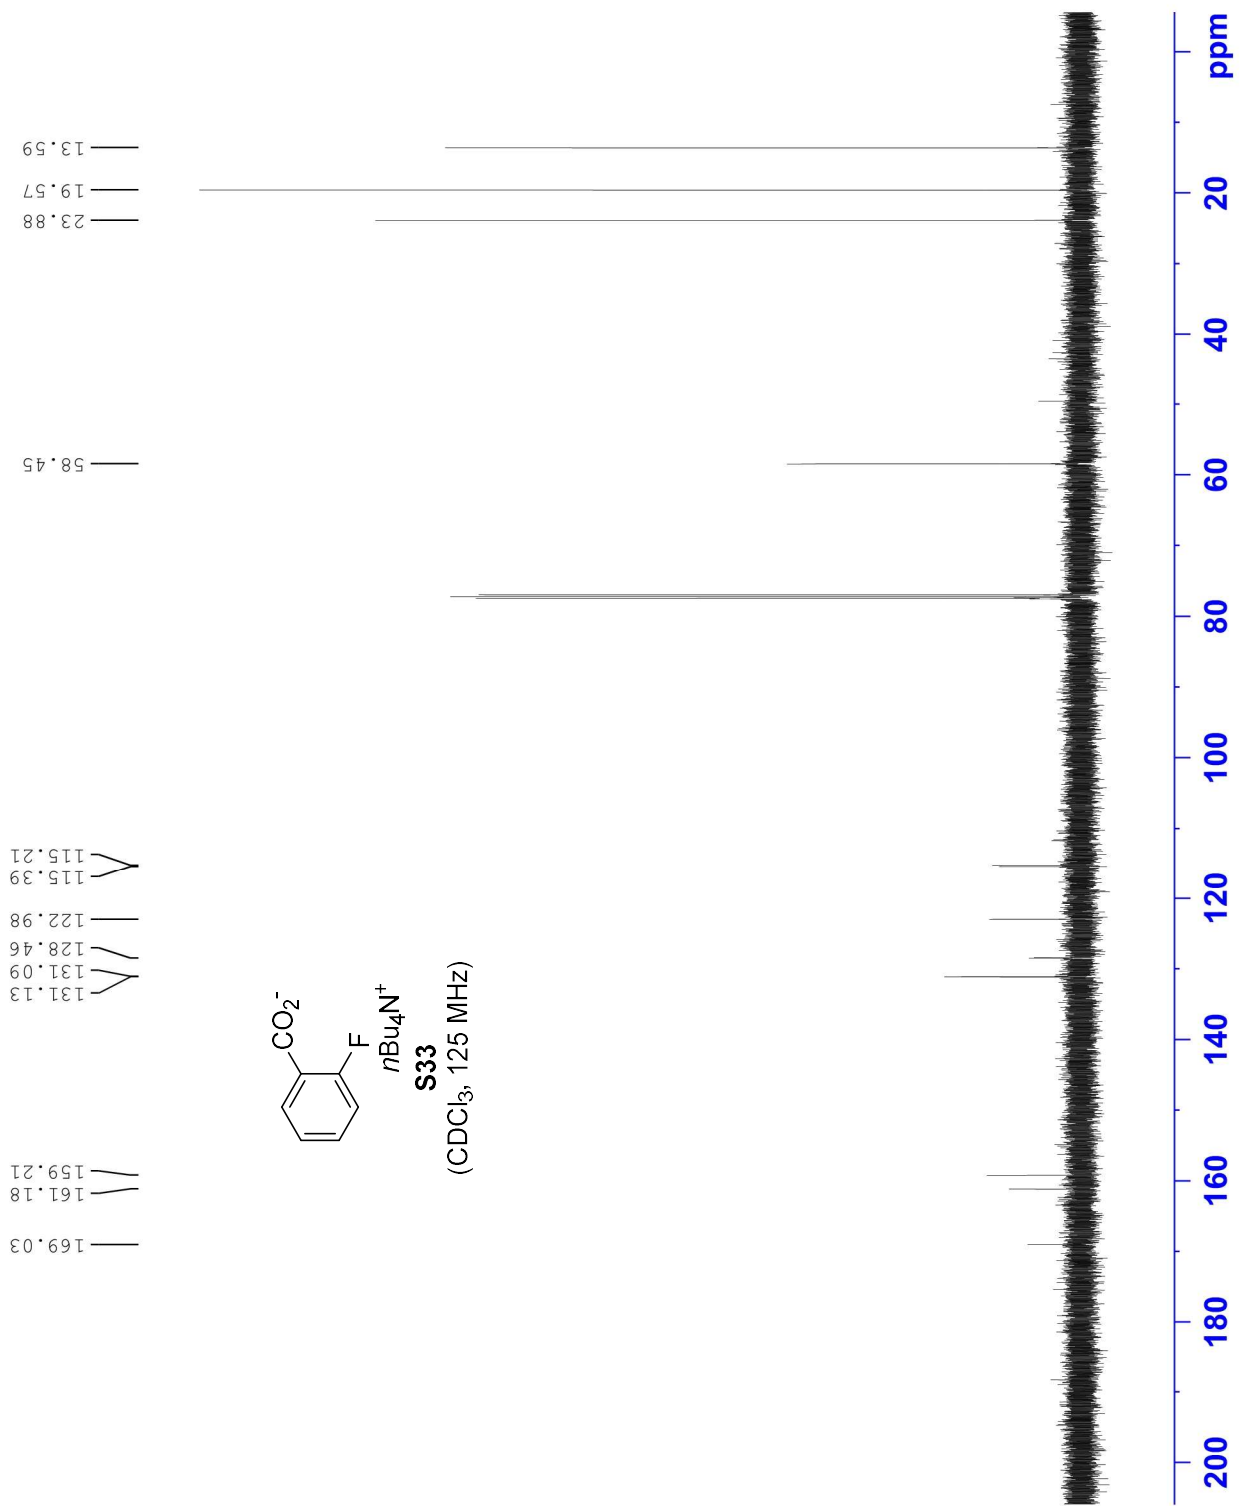 169.03
161.18
159.21
131.13
131.09
128.46
122.98
115.39
115.21
58.45
23.88
19.57
13.59
CO₂⁻
F
nBu₄N⁺
S33
(CDCl₃, 125 MHz)
200 180 160 140 120 100 80 60 40 20 ppm